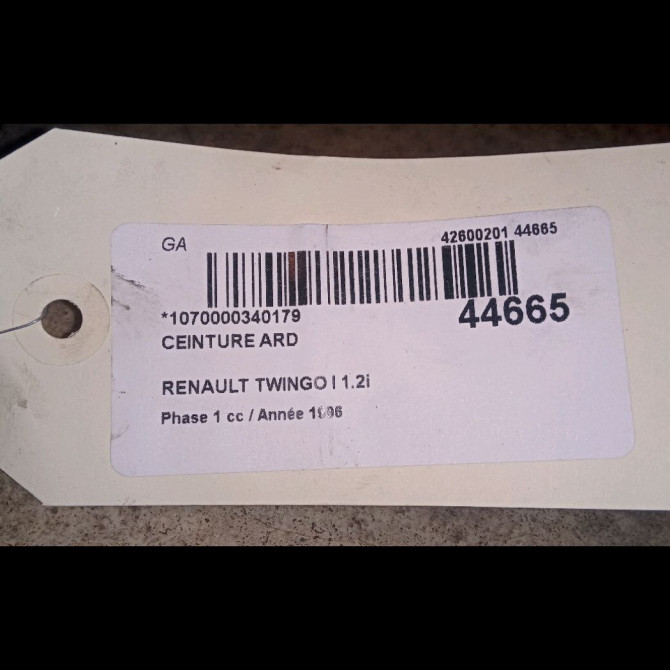 GA
42600201 44665
*1070000340179
44665
CEINTURE ARD
RENAULT TWINGO I 1.2i
Phase 1 cc / Année 1996